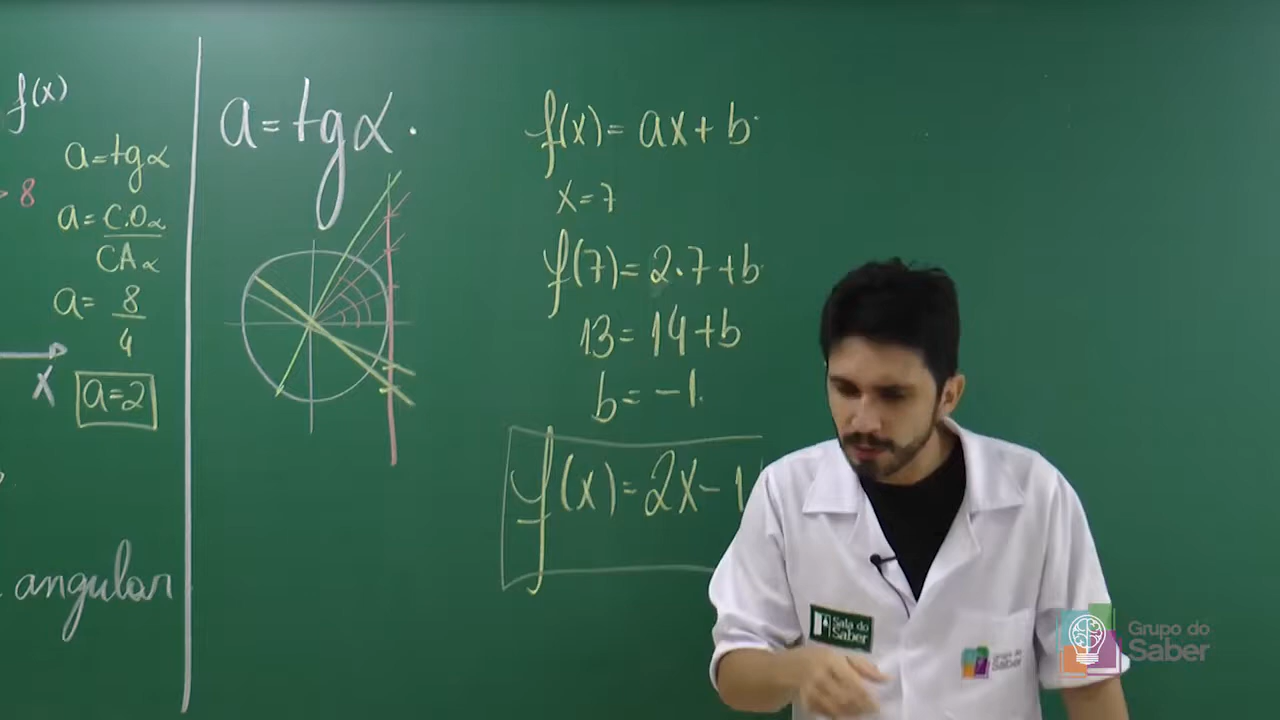 f(x)
a=tgα
8
a=C.Oα
CAα
a=8
4
a=2
x
angular
a=tgα.
f(x)=ax+b
x=7
f(7)=2.7+b
13=14+b
b=-1
f(x)=2x-1
Sala do
Saber
grupo do
Saber
Grupo do
Saber